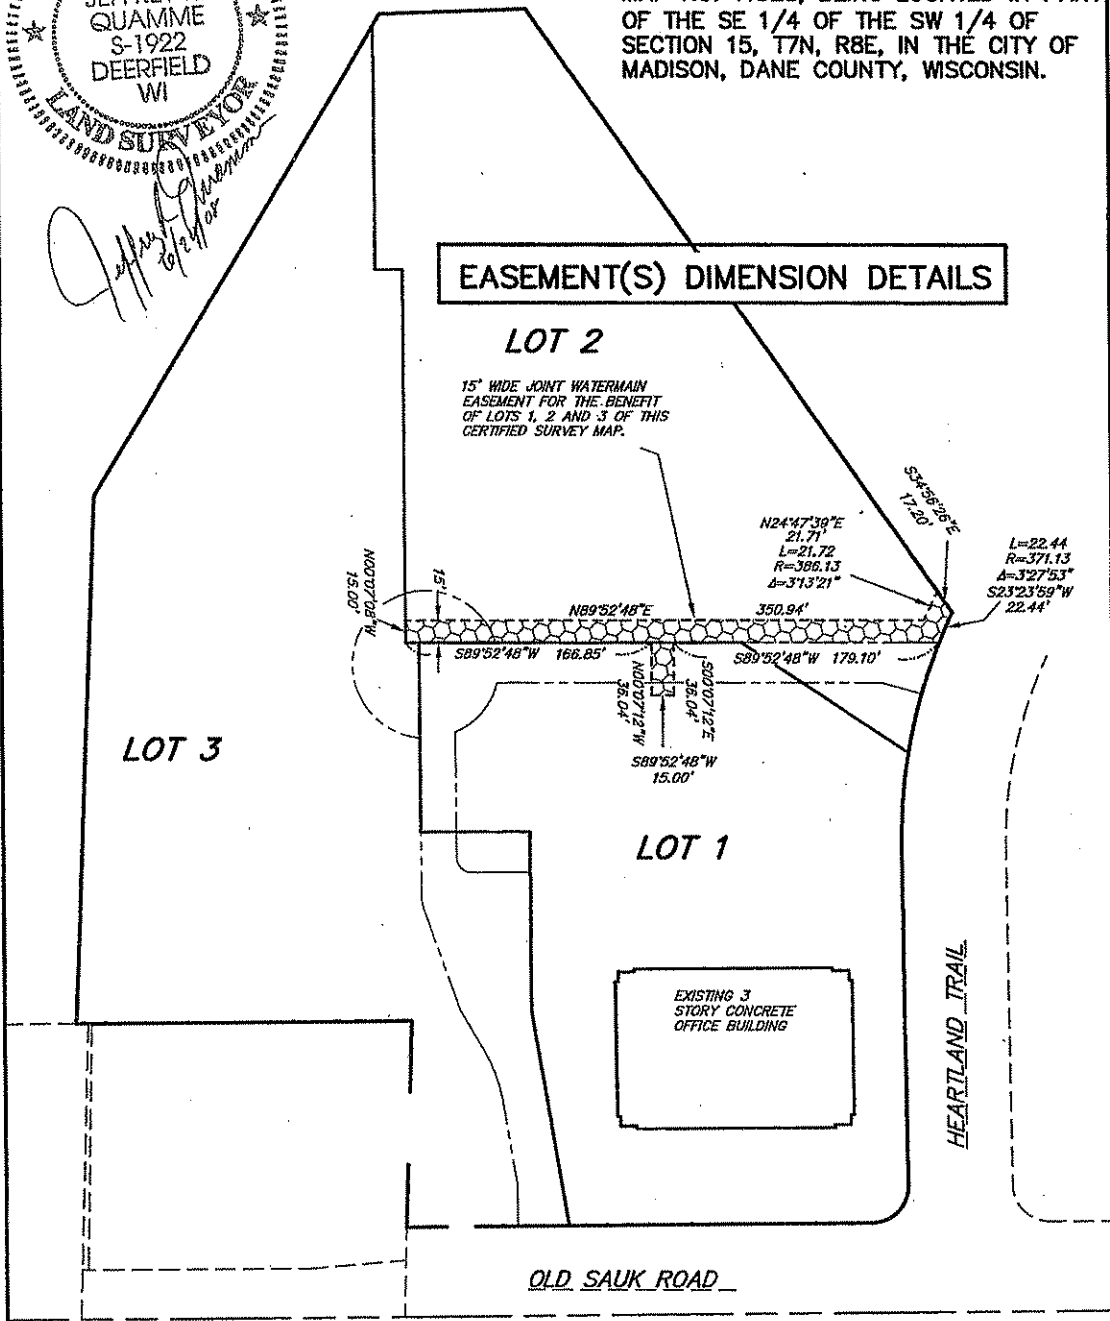 QUAMME
S-1922
DEERFIELD
WI
LAND SURVEYOR
OF THE SE 1/4 OF THE SW 1/4 OF
SECTION 15, T7N, R8E, IN THE CITY OF
MADISON, DANE COUNTY, WISCONSIN.
6/27/08
EASEMENT(S) DIMENSION DETAILS
LOT 2
15' WIDE JOINT WATERMAIN
EASEMENT FOR THE BENEFIT
OF LOTS 1, 2 AND 3 OF THIS
CERTIFIED SURVEY MAP.
S34°56'26"E
17.20'
N24°47'39"E
21.71'
L=21.72
R=386.13
Δ=3°13'21"
L=22.44
R=371.13
Δ=3°27'53"
S23°23'59"W
22.44'
N00°07'08"W
15.00'
15'
N89°52'48"E 350.94'
S89°52'48"W 166.85'
S89°52'48"W 179.10'
N00°07'12"W
36.04'
S00°07'12"E
36.04'
S89°52'48"W
15.00'
LOT 3
LOT 1
EXISTING 3
STORY CONCRETE
OFFICE BUILDING
HEARTLAND TRAIL
OLD SAUK ROAD